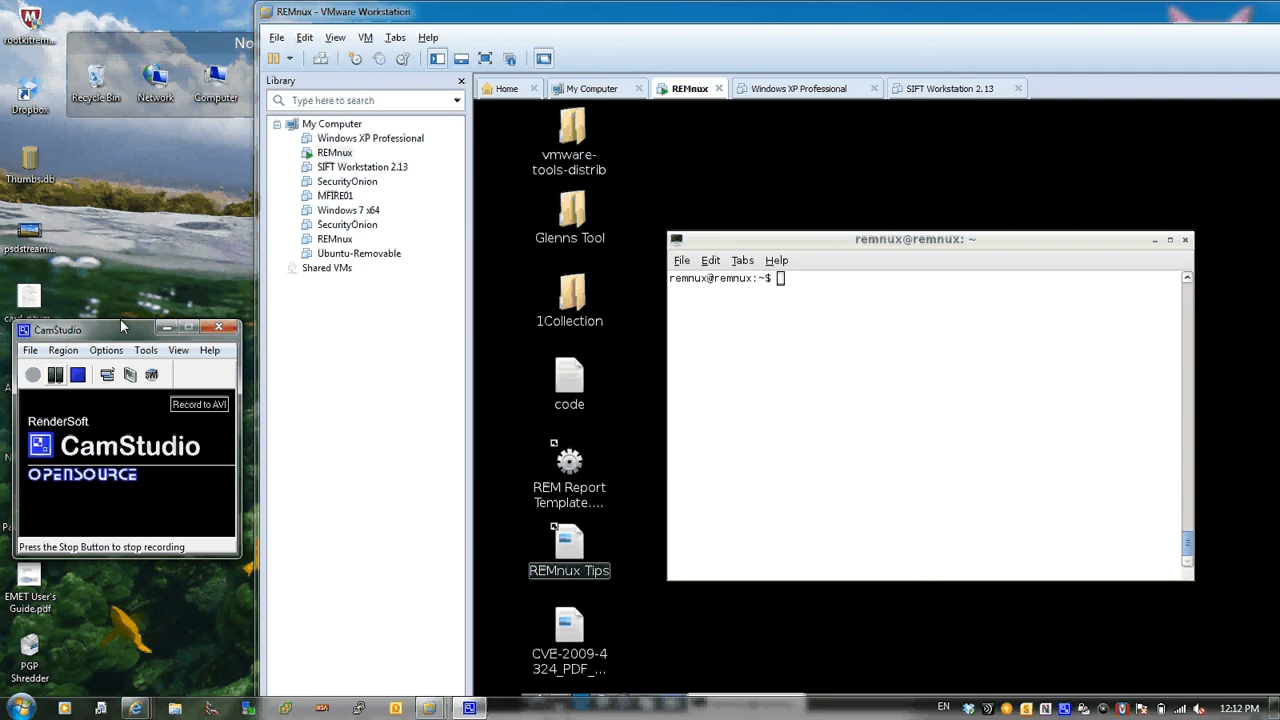 REMnux - VMware Workstation
File Edit View VM Tabs Help
Library
Type here to search
My Computer
Windows XP Professional
REMnux
SIFT Workstation 2.13
SecurityOnion
MFIRE01
Windows 7 x64
SecurityOnion
REMnux
Ubuntu-Removable
Shared VMs
Home
My Computer
REMnux
Windows XP Professional
SIFT Workstation 2.13
vmware-
tools-distrib
Glenns Tool
1Collection
code
REM Report
Template....
REMnux Tips
CVE-2009-4
324_PDF_...
remnux@remnux: ~
File Edit Tabs Help
remnux@remnux:~$
rootkitrem...
No
Recycle Bin
Network
Computer
Dropbox
Thumbs.db
psdstream...
CamStudio
File Region Options Tools View Help
Record to AVI
RenderSoft
CamStudio
OPENSOURCE
Press the Stop Button to stop recording
EMET User's
Guide.pdf
PGP
Shredder
EN
12:12 PM